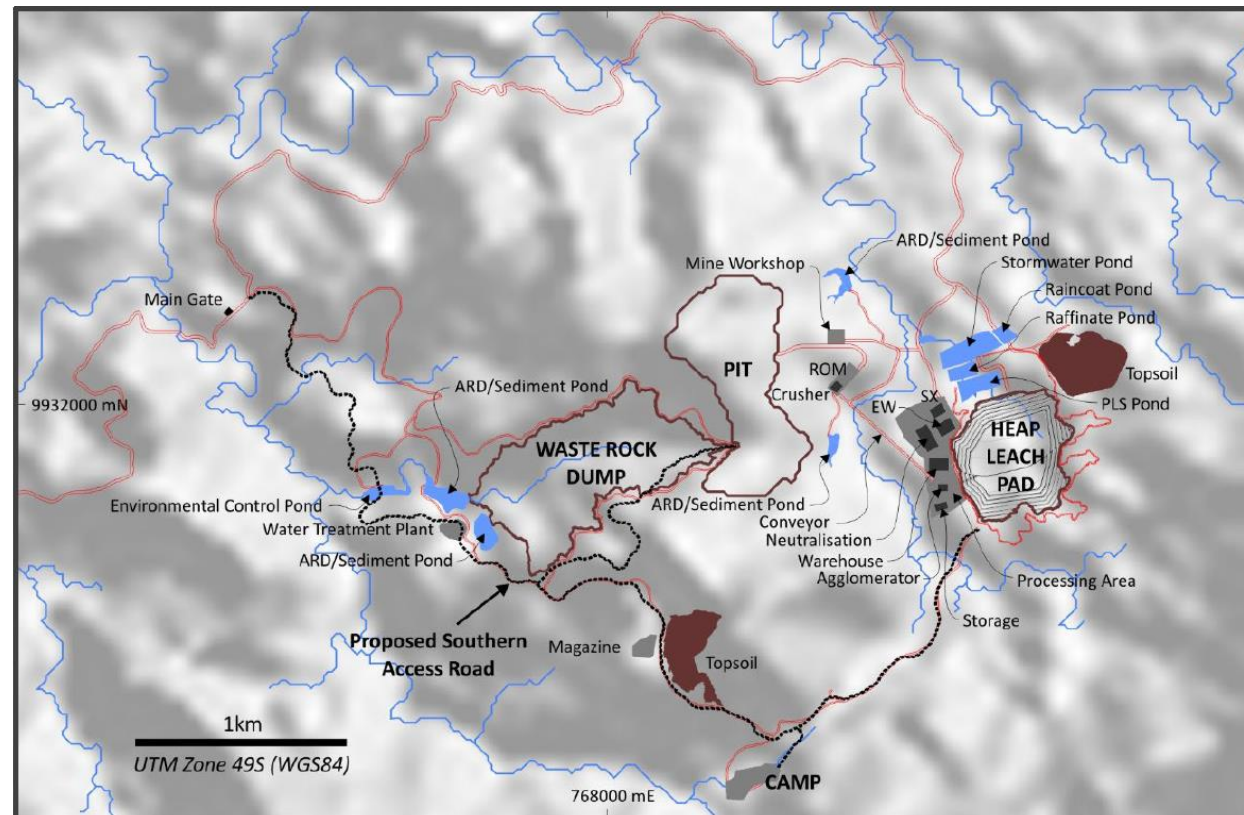 ARD/Sediment Pond
Mine Workshop
Stormwater Pond
Raincoat Pond
Main Gate
Raffinate Pond
PIT
ROM
Topsoil
ARD/Sediment Pond
Crusher
SX
PLS Pond
9932000 mN
EW
HEAP
LEACH
PAD
WASTE ROCK
DUMP
Environmental Control Pond
ARD/Sediment Pond
Water Treatment Plant
Conveyor
Neutralisation
ARD/Sediment Pond
Warehouse
Agglomerator
Processing Area
Storage
Proposed Southern
Access Road
Magazine
Topsoil
1km
UTM Zone 49S (WGS84)
CAMP
768000 mE